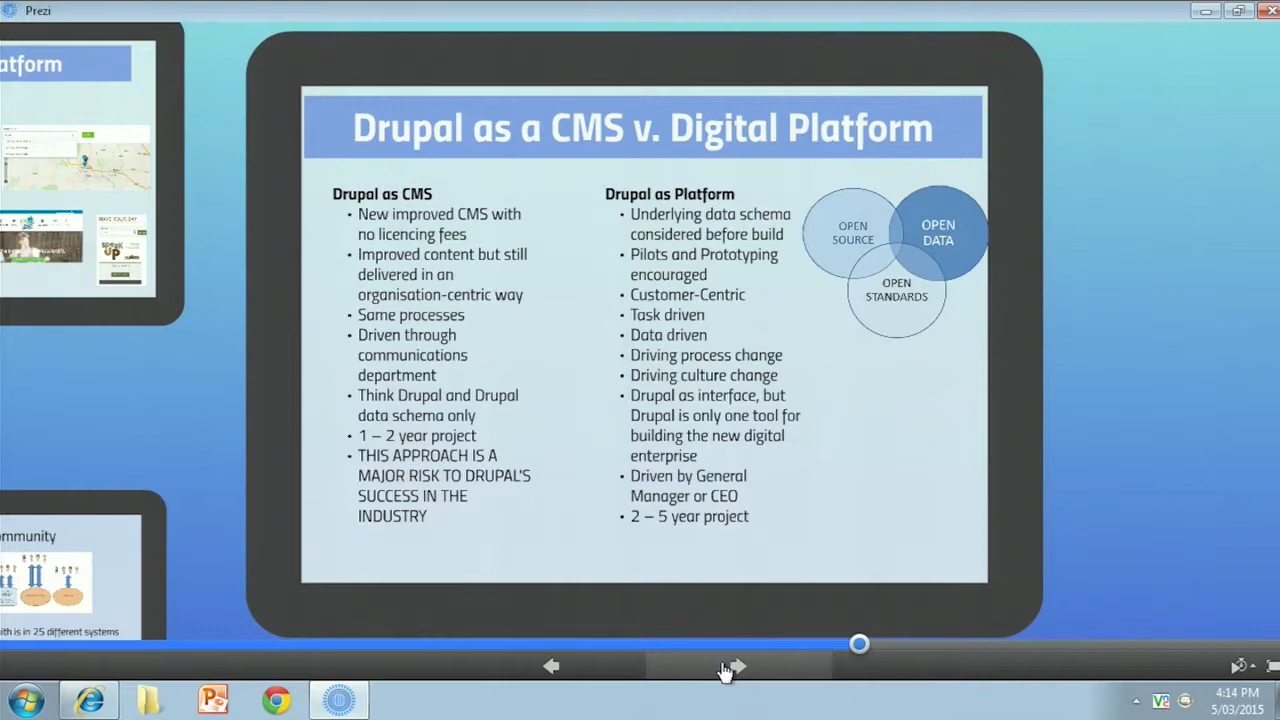 Prezi
atform
Drupal as a CMS v. Digital Platform
Drupal as CMS
• New improved CMS with
no licencing fees
• Improved content but still
delivered in an
organisation-centric way
• Same processes
• Driven through
communications
department
• Think Drupal and Drupal
data schema only
• 1 – 2 year project
• THIS APPROACH IS A
MAJOR RISK TO DRUPAL'S
SUCCESS IN THE
INDUSTRY
Drupal as Platform
• Underlying data schema
considered before build
• Pilots and Prototyping
encouraged
• Customer-Centric
• Task driven
• Data driven
• Driving process change
• Driving culture change
• Drupal as interface, but
Drupal is only one tool for
building the new digital
enterprise
• Driven by General
Manager or CEO
• 2 – 5 year project
OPEN
SOURCE
OPEN
DATA
OPEN
STANDARDS
ommunity
ith is in 25 different systems
4:14 PM
5/03/2015